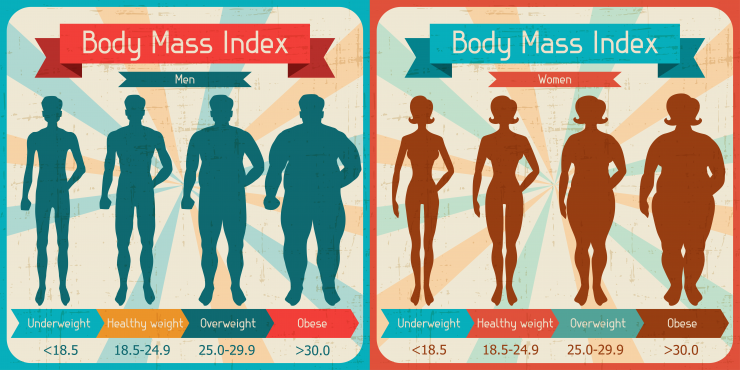 Body Mass Index
Men
Underweight Healthy weight Overweight Obese
<18.5 18.5-24.9 25.0-29.9 >30.0
Body Mass Index
Women
Underweight Healthy weight Overweight Obese
<18.5 18.5-24.9 25.0-29.9 >30.0